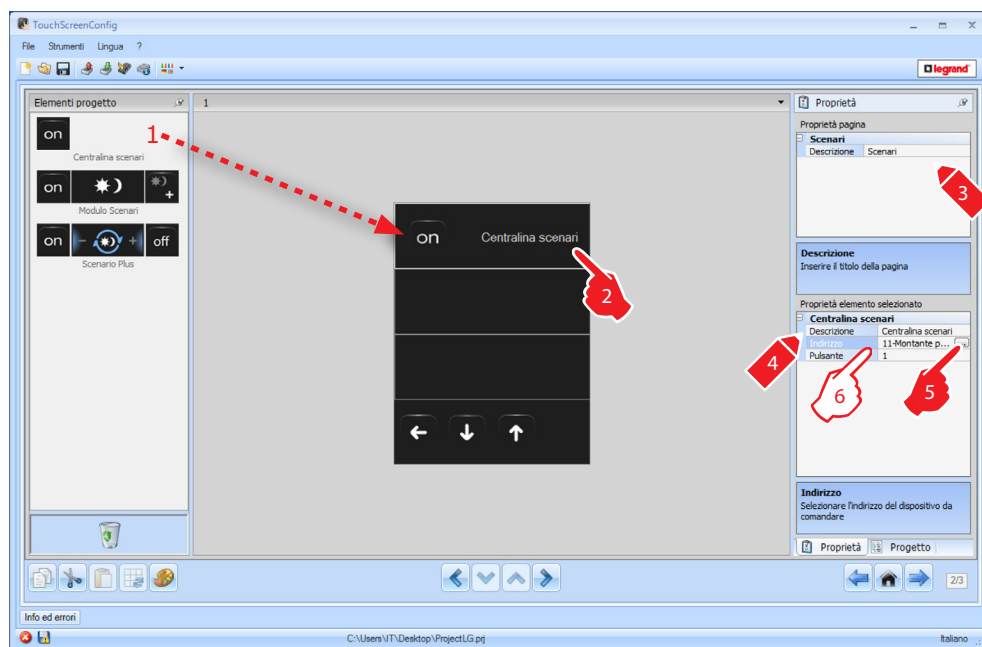 TouchScreenConfig
File Strumenti Lingua ?
legrand
Elementi progetto
1
Proprietà
on
1
Centralina scenari
on
Modulo Scenari
on - + off
Scenario Plus
on Centralina scenari
2
Proprietà pagina
Scenari
Descrizione Scenari
3
Descrizione
Inserire il titolo della pagina
Proprietà elemento selezionato
Centralina scenari
Descrizione Centralina scenari
Indirizzo 11-Montante p... ...
Pulsante 1
4
5
6
Indirizzo
Selezionare l'indirizzo del dispositivo da
comandare
Proprietà Progetto
2/3
Info ed errori
C:\Users\IT\Desktop\ProjectLG.prj
Italiano